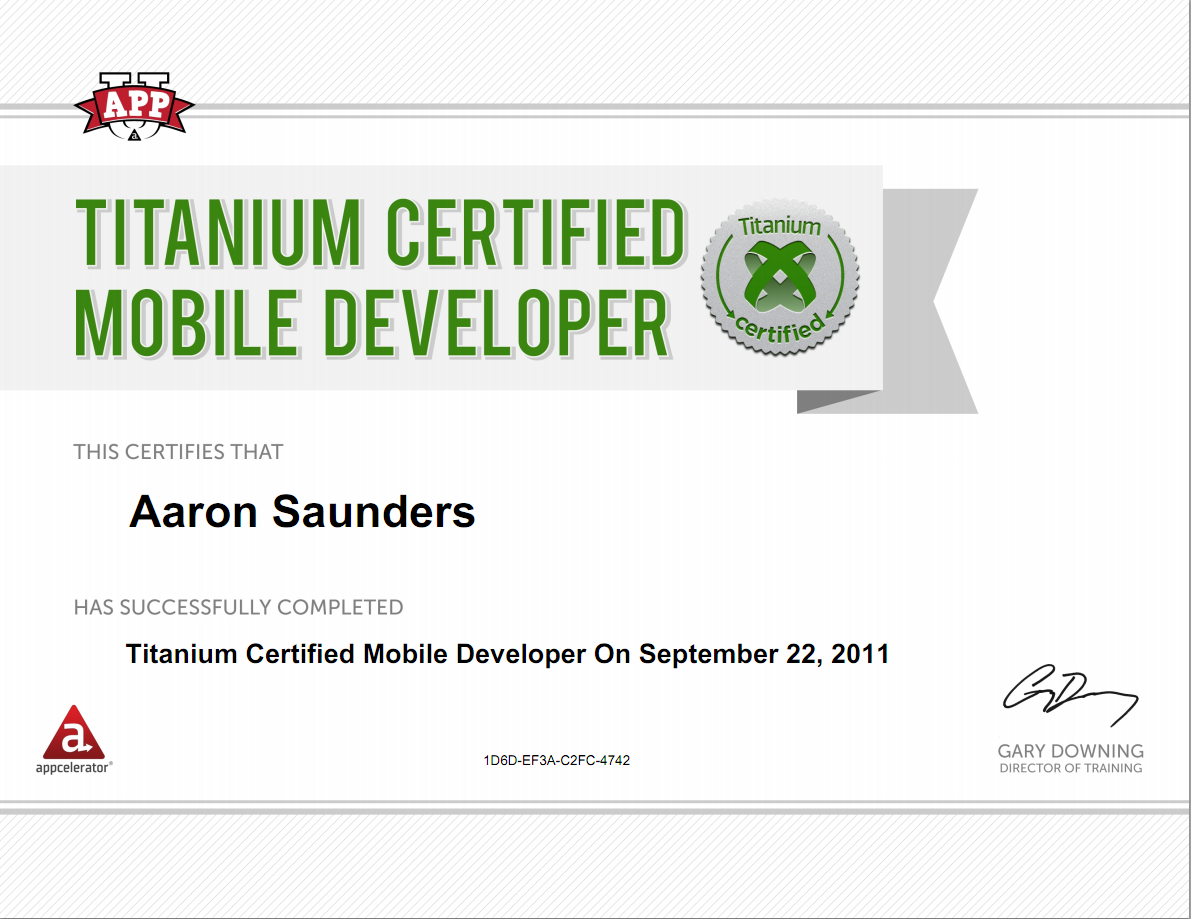 U
APP
a
TITANIUM CERTIFIED
MOBILE DEVELOPER
Titanium
certified
THIS CERTIFIES THAT
Aaron Saunders
HAS SUCCESSFULLY COMPLETED
Titanium Certified Mobile Developer On September 22, 2011
a
appcelerator®
1D6D-EF3A-C2FC-4742
GARY DOWNING
DIRECTOR OF TRAINING